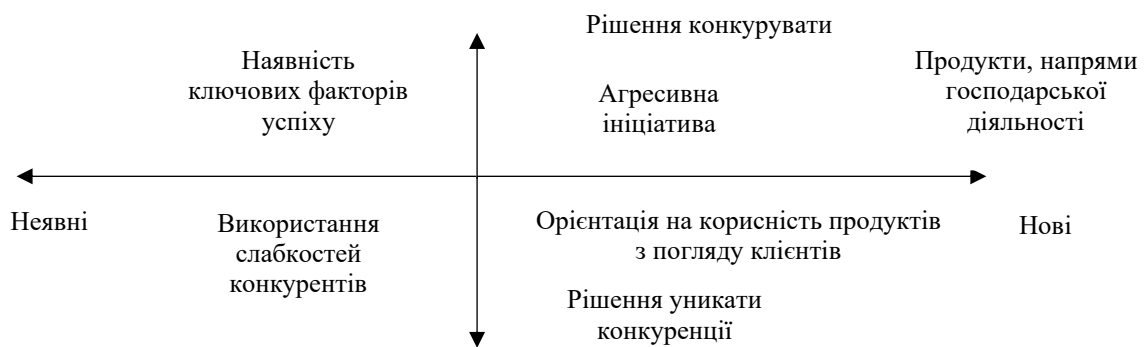 Рішення конкурувати
Наявність
ключових факторів
успіху
Агресивна
ініціатива
Продукти, напрями
господарської
діяльності
Неявні
Використання
слабкостей
конкурентів
Орієнтація на корисність продуктів
з погляду клієнтів
Нові
Рішення уникати
конкуренції